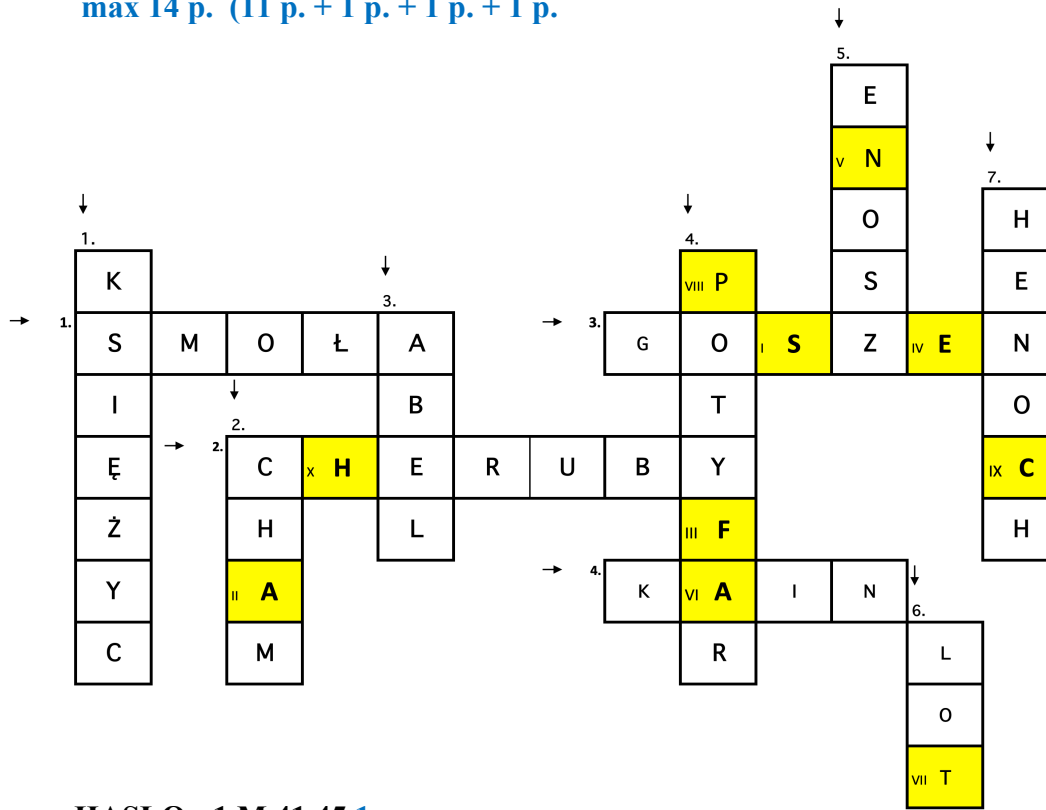 max 14 p. (11 p. + 1 p. + 1 p. + 1 p.
5.
E
V N
7.
O H
1. 4.
K 3. VIII P S E
1. S M O Ł A 3. G O I S Z IV E N
I B T O
2.
Ę 2. C X H E R U B Y IX C
Ż H L III F H
Y II A 4. K VI A I N
6.
C M R L
O
VII T